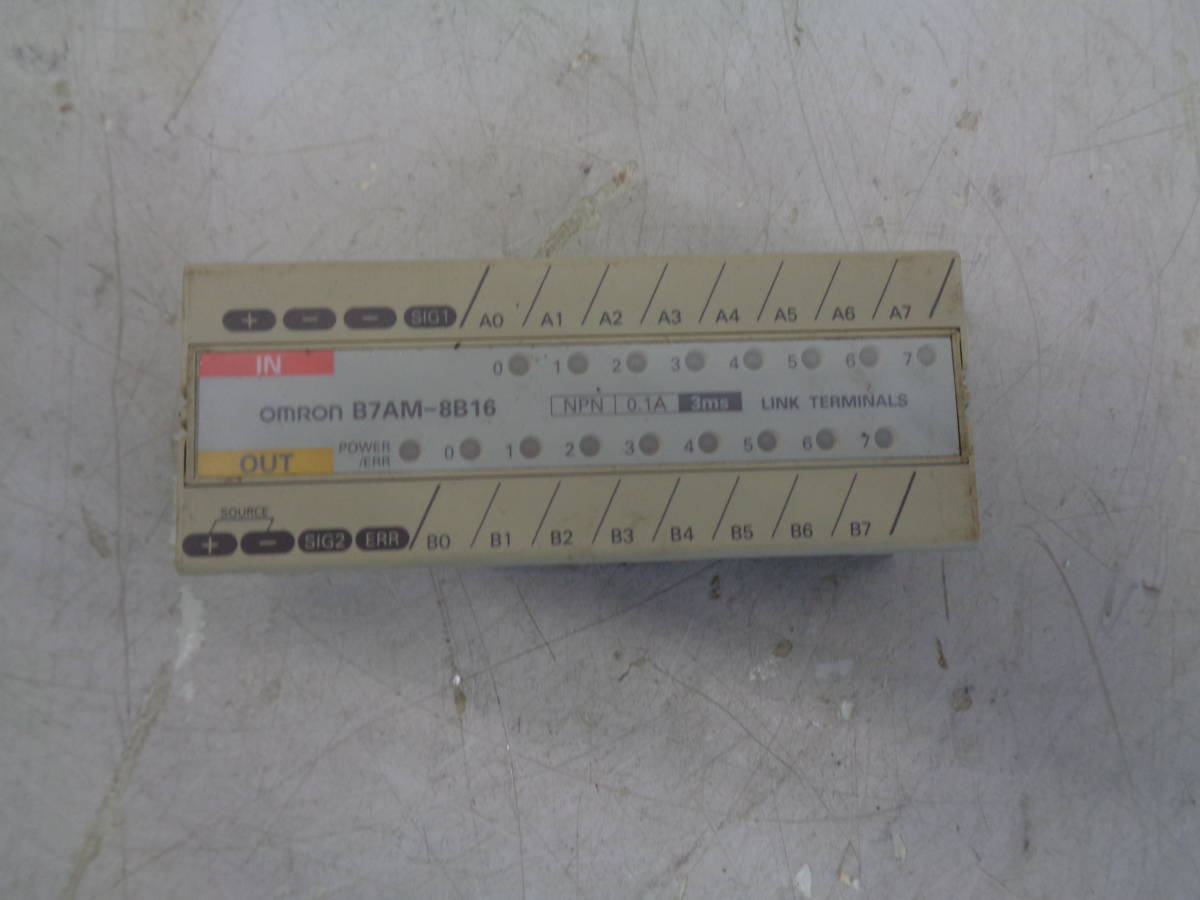 + - - SIG1 A0 A1 A2 A3 A4 A5 A6 A7
IN 0 1 2 3 4 5 6 7
OMRON B7AM-8B16 NPN 0.1A 3ms LINK TERMINALS
OUT POWER /ERR 0 1 2 3 4 5 6 7
SOURCE
+ - SIG2 ERR B0 B1 B2 B3 B4 B5 B6 B7